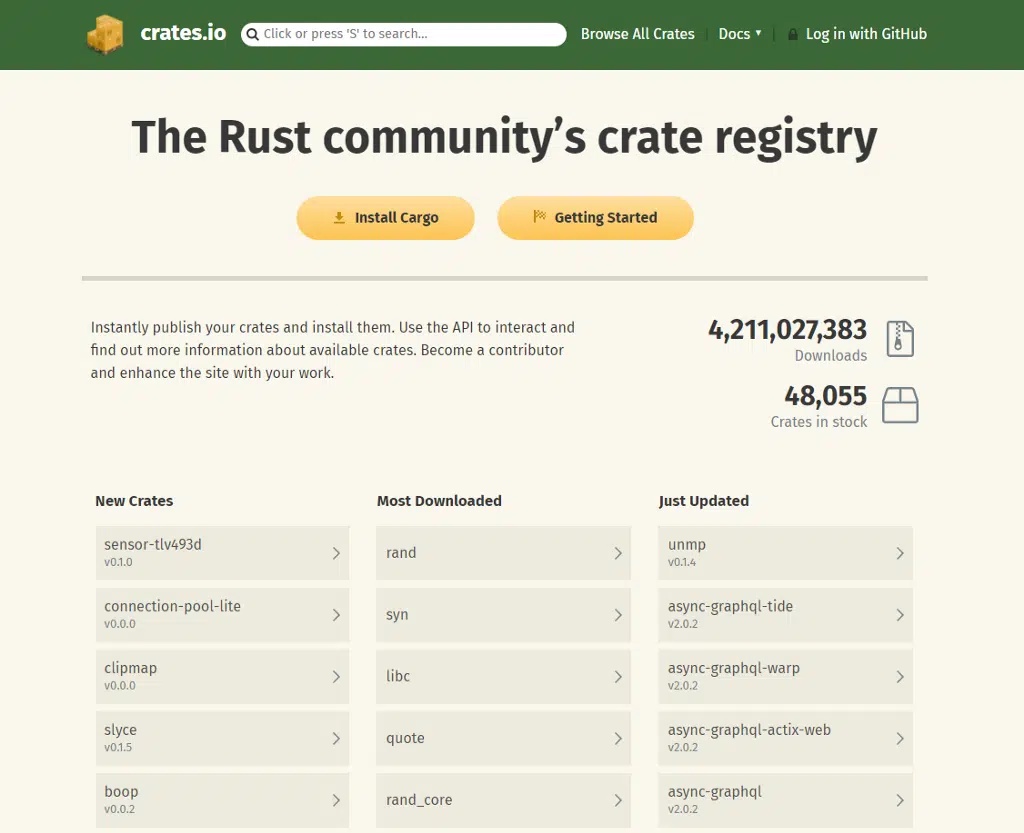 crates.io
Click or press 'S' to search...
Browse All Crates
Docs ▼
Log in with GitHub
The Rust community’s crate registry
Install Cargo
Getting Started
Instantly publish your crates and install them. Use the API to interact and
find out more information about available crates. Become a contributor
and enhance the site with your work.
4,211,027,383
Downloads
48,055
Crates in stock
New Crates
sensor-tlv493d
v0.1.0
connection-pool-lite
v0.0.0
clipmap
v0.0.0
slyce
v0.1.5
boop
v0.0.2
Most Downloaded
rand
syn
libc
quote
rand_core
Just Updated
unmp
v0.1.4
async-graphql-tide
v2.0.2
async-graphql-warp
v2.0.2
async-graphql-actix-web
v2.0.2
async-graphql
v2.0.2